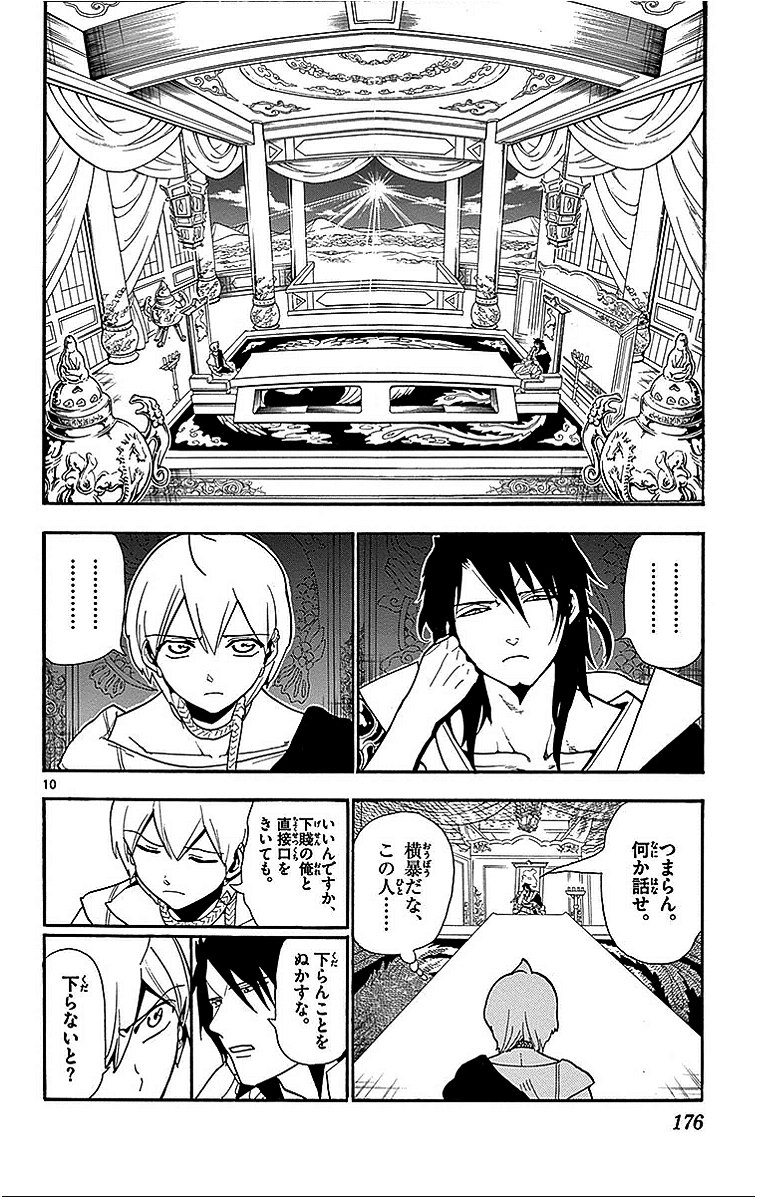 ………
………
10
つまらん。
何か話せ。
横暴だな、
この人……
いいんですか、
下賤の俺と
直接口を
きいても。
下らんことを
ぬかすな。
下らないと？
176